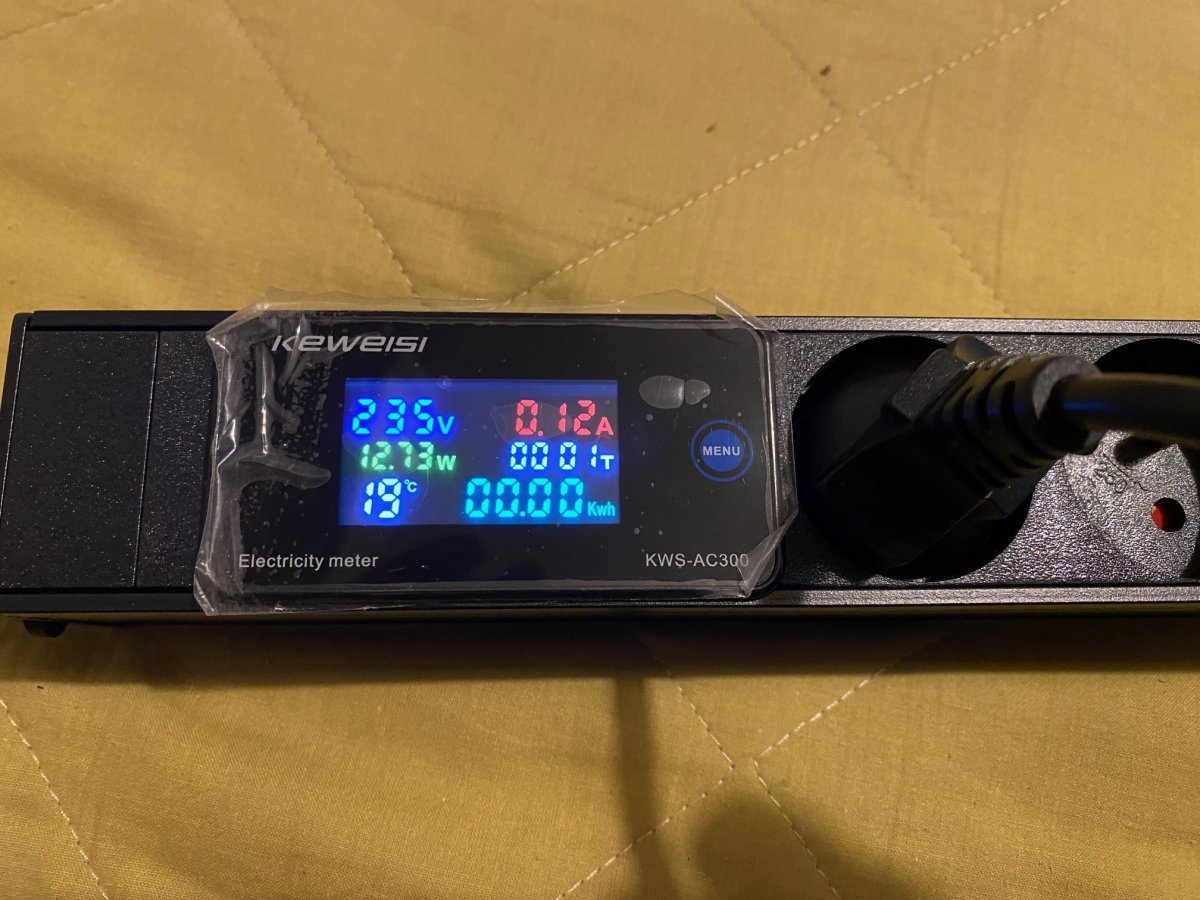 KEWEISI
235V 0.12A
12.73W 0001T
19°C 00.00Kwh
MENU
Electricity meter KWS-AC300